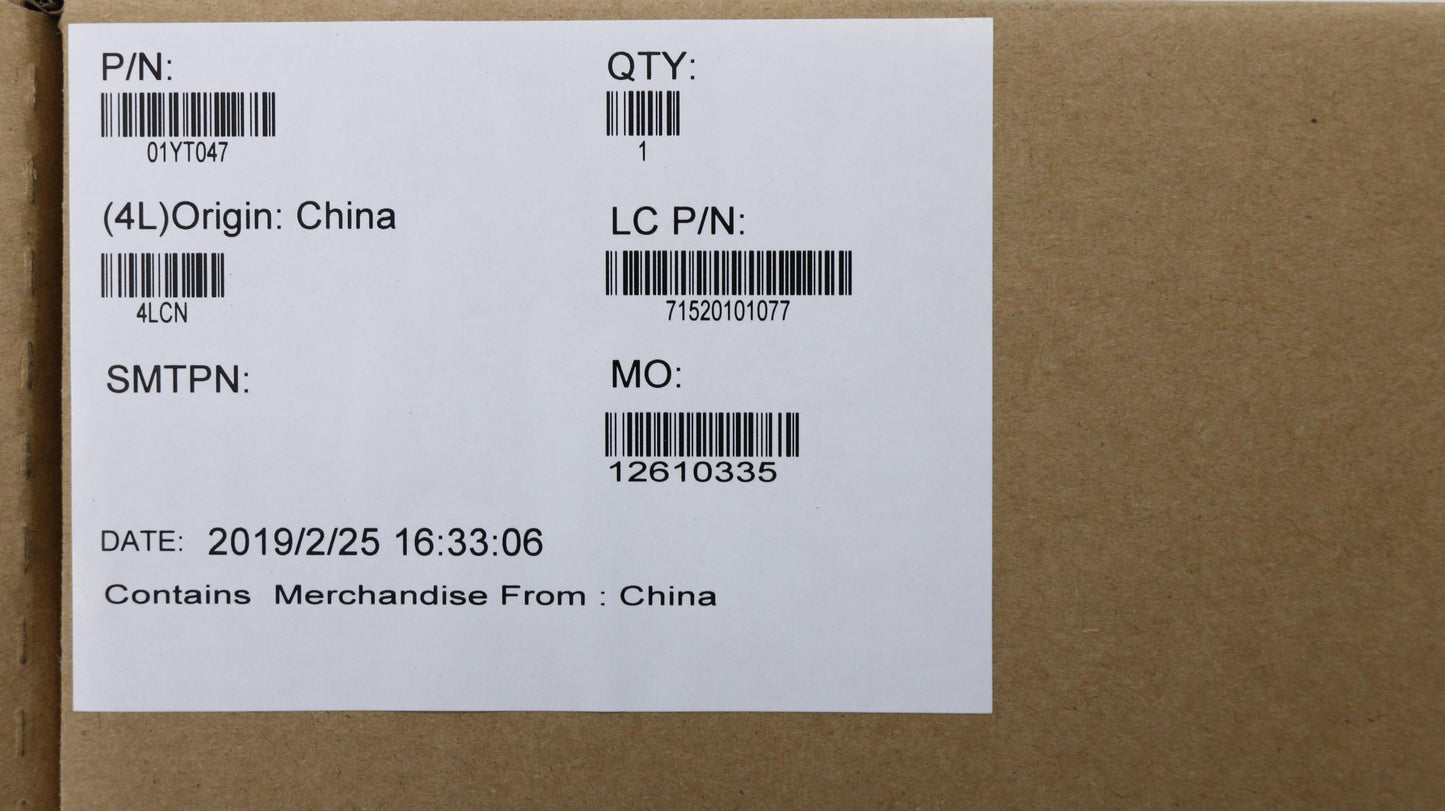 P/N:
01YT047
QTY:
1
(4L)Origin: China
4LCN
LC P/N:
71520101077
SMTPN:
MO:
12610335
DATE: 2019/2/25 16:33:06
Contains Merchandise From : China